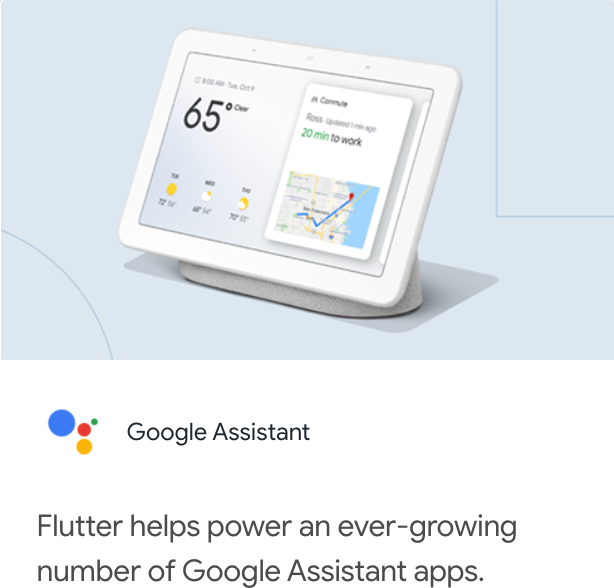 8:00 AM · Tue, Oct 9
65° Clear
TUE
WED
THU
72° 56°
68° 54°
70° 55°
Commute
Ross · Updated 1 min ago
20 min to work
San Francisco
Google Assistant
Flutter helps power an ever-growing
number of Google Assistant apps.